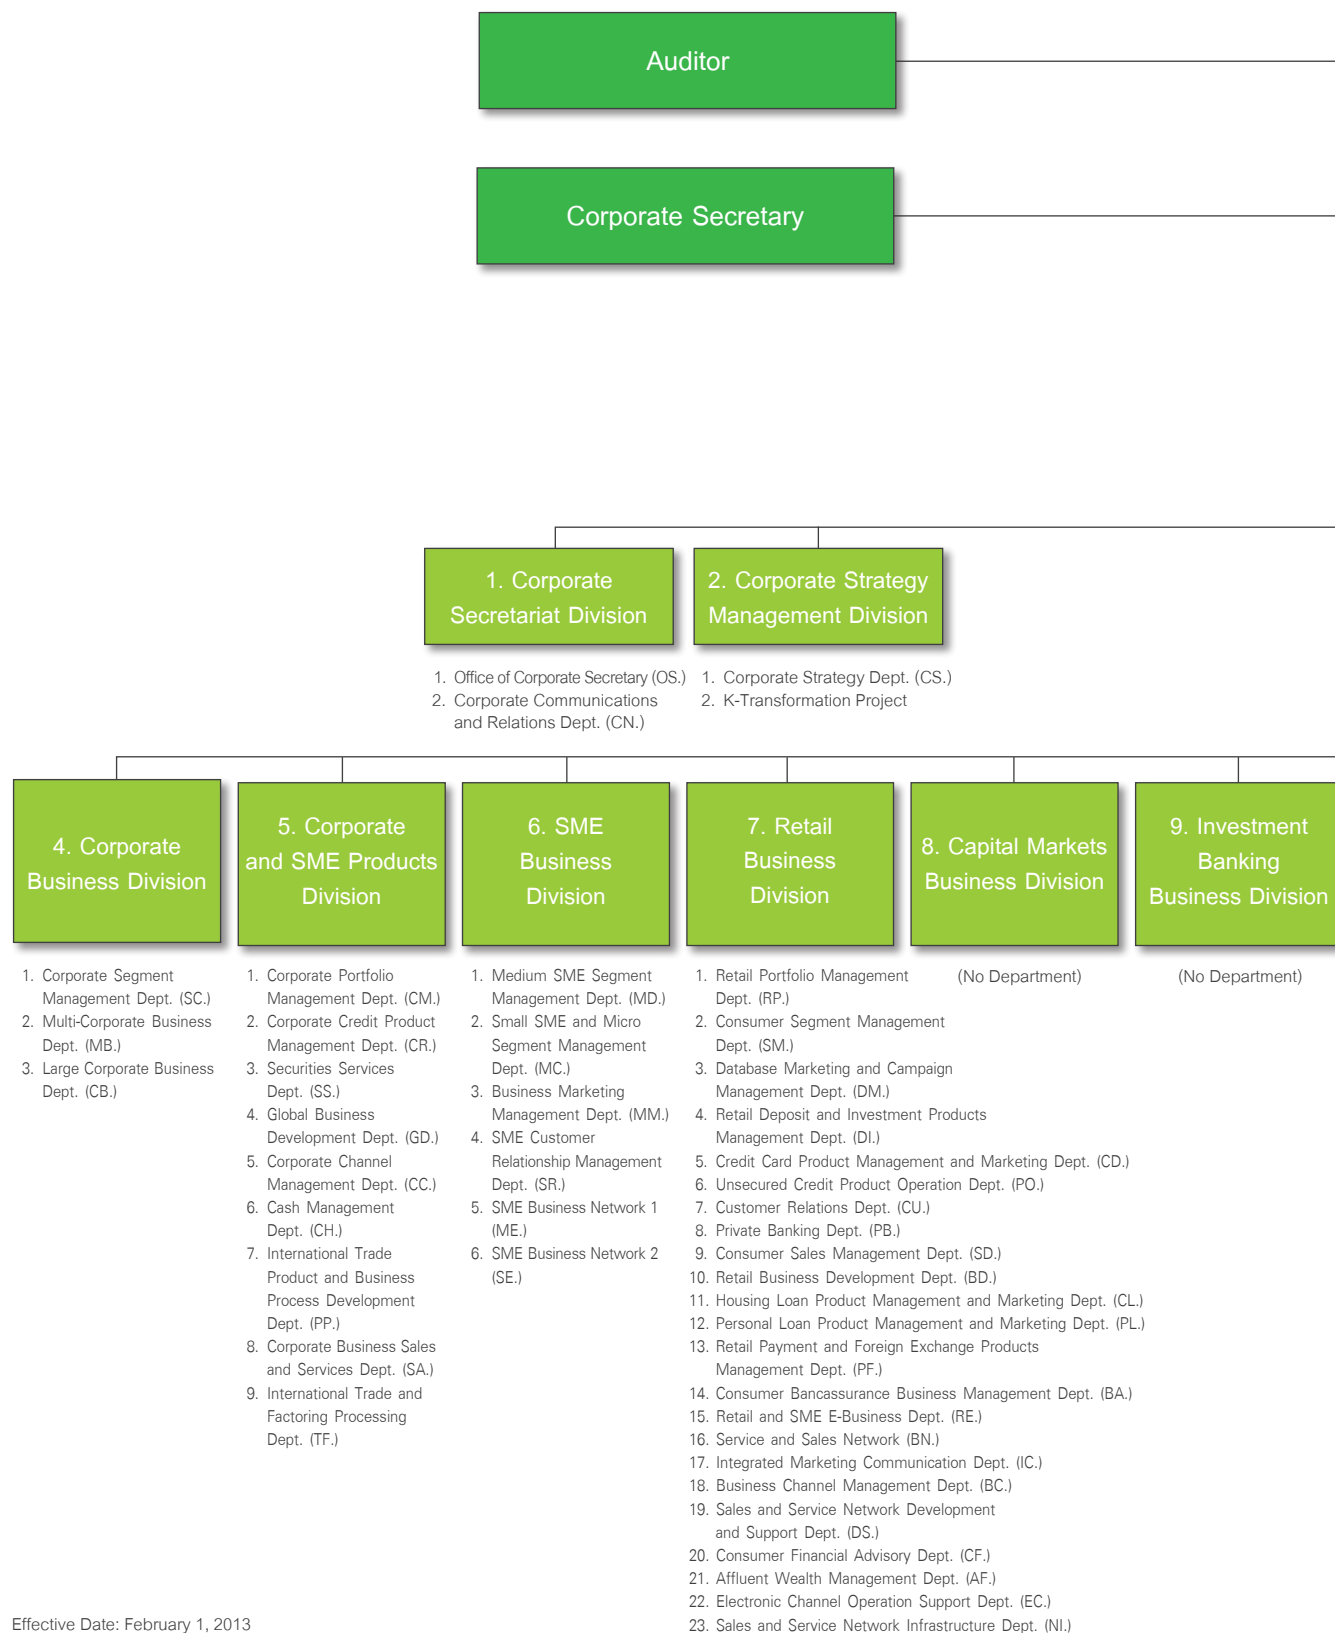 Auditor
Corporate Secretary
1. Corporate
Secretariat Division
2. Corporate Strategy
Management Division
1. Office of Corporate Secretary (OS.)
2. Corporate Communications
and Relations Dept. (CN.)
1. Corporate Strategy Dept. (CS.)
2. K-Transformation Project
4. Corporate
Business Division
5. Corporate
and SME Products
Division
6. SME
Business
Division
7. Retail
Business
Division
8. Capital Markets
Business Division
9. Investment
Banking
Business Division
1. Corporate Segment
Management Dept. (SC.)
2. Multi-Corporate Business
Dept. (MB.)
3. Large Corporate Business
Dept. (CB.)
1. Corporate Portfolio
Management Dept. (CM.)
2. Corporate Credit Product
Management Dept. (CR.)
3. Securities Services
Dept. (SS.)
4. Global Business
Development Dept. (GD.)
5. Corporate Channel
Management Dept. (CC.)
6. Cash Management
Dept. (CH.)
7. International Trade
Product and Business
Process Development
Dept. (PP.)
8. Corporate Business Sales
and Services Dept. (SA.)
9. International Trade and
Factoring Processing
Dept. (TF.)
1. Medium SME Segment
Management Dept. (MD.)
2. Small SME and Micro
Segment Management
Dept. (MC.)
3. Business Marketing
Management Dept. (MM.)
4. SME Customer
Relationship Management
Dept. (SR.)
5. SME Business Network 1
(ME.)
6. SME Business Network 2
(SE.)
1. Retail Portfolio Management
Dept. (RP.)
2. Consumer Segment Management
Dept. (SM.)
3. Database Marketing and Campaign
Management Dept. (DM.)
4. Retail Deposit and Investment Products
Management Dept. (DI.)
5. Credit Card Product Management and Marketing Dept. (CD.)
6. Unsecured Credit Product Operation Dept. (PO.)
7. Customer Relations Dept. (CU.)
8. Private Banking Dept. (PB.)
9. Consumer Sales Management Dept. (SD.)
10. Retail Business Development Dept. (BD.)
11. Housing Loan Product Management and Marketing Dept. (CL.)
12. Personal Loan Product Management and Marketing Dept. (PL.)
13. Retail Payment and Foreign Exchange Products
Management Dept. (PF.)
14. Consumer Bancassurance Business Management Dept. (BA.)
15. Retail and SME E-Business Dept. (RE.)
16. Service and Sales Network (BN.)
17. Integrated Marketing Communication Dept. (IC.)
18. Business Channel Management Dept. (BC.)
19. Sales and Service Network Development
and Support Dept. (DS.)
20. Consumer Financial Advisory Dept. (CF.)
21. Affluent Wealth Management Dept. (AF.)
22. Electronic Channel Operation Support Dept. (EC.)
23. Sales and Service Network Infrastructure Dept. (NI.)
(No Department)
(No Department)
Effective Date: February 1, 2013